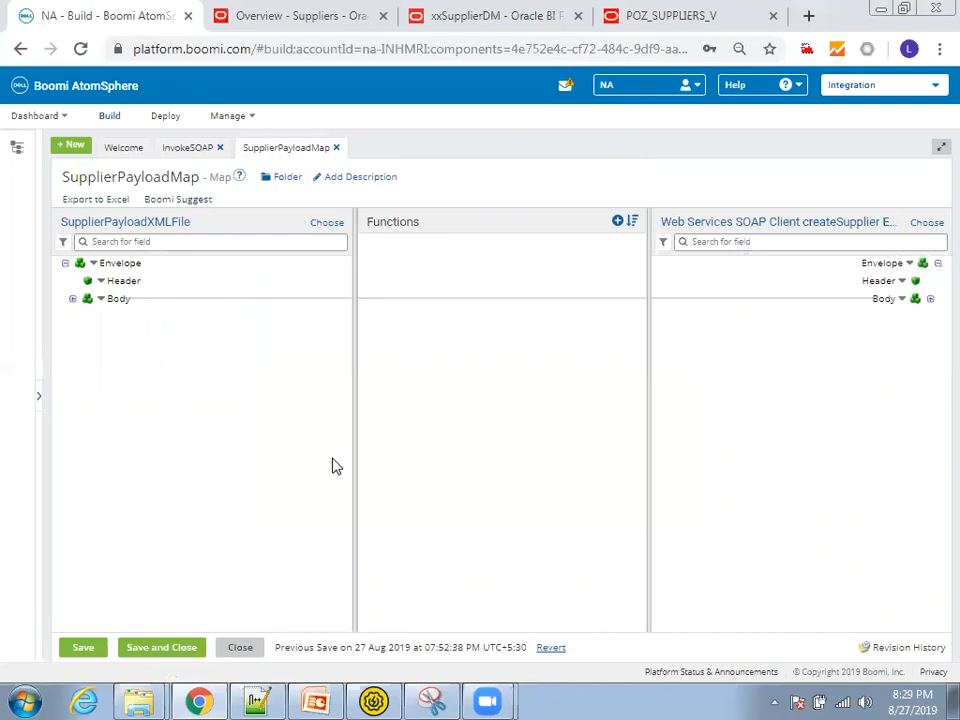 NA - Build - Boomi AtomSp
Overview - Suppliers - Orac
xxSupplierDM - Oracle BI P
POZ_SUPPLIERS_V
platform.boomi.com/#build:accountId=na-INHMRI;components=4e752e4c-cf72-484c-9df9-aa...
L
DELL
Boomi AtomSphere
NA
Help
Integration
Dashboard
Build
Deploy
Manage
+ New
Welcome
InvokeSOAP
SupplierPayloadMap
SupplierPayloadMap - Map
Folder
Add Description
Export to Excel
Boomi Suggest
SupplierPayloadXMLFile
Choose
Functions
Web Services SOAP Client createSupplier E...
Choose
Search for field
Search for field
Envelope
Envelope
Header
Header
Body
Body
Save
Save and Close
Close
Previous Save on 27 Aug 2019 at 07:52:38 PM UTC+5:30
Revert
Revision History
Platform Status & Announcements
© Copyright 2019 Boomi, Inc.
Privacy
8:29 PM
8/27/2019